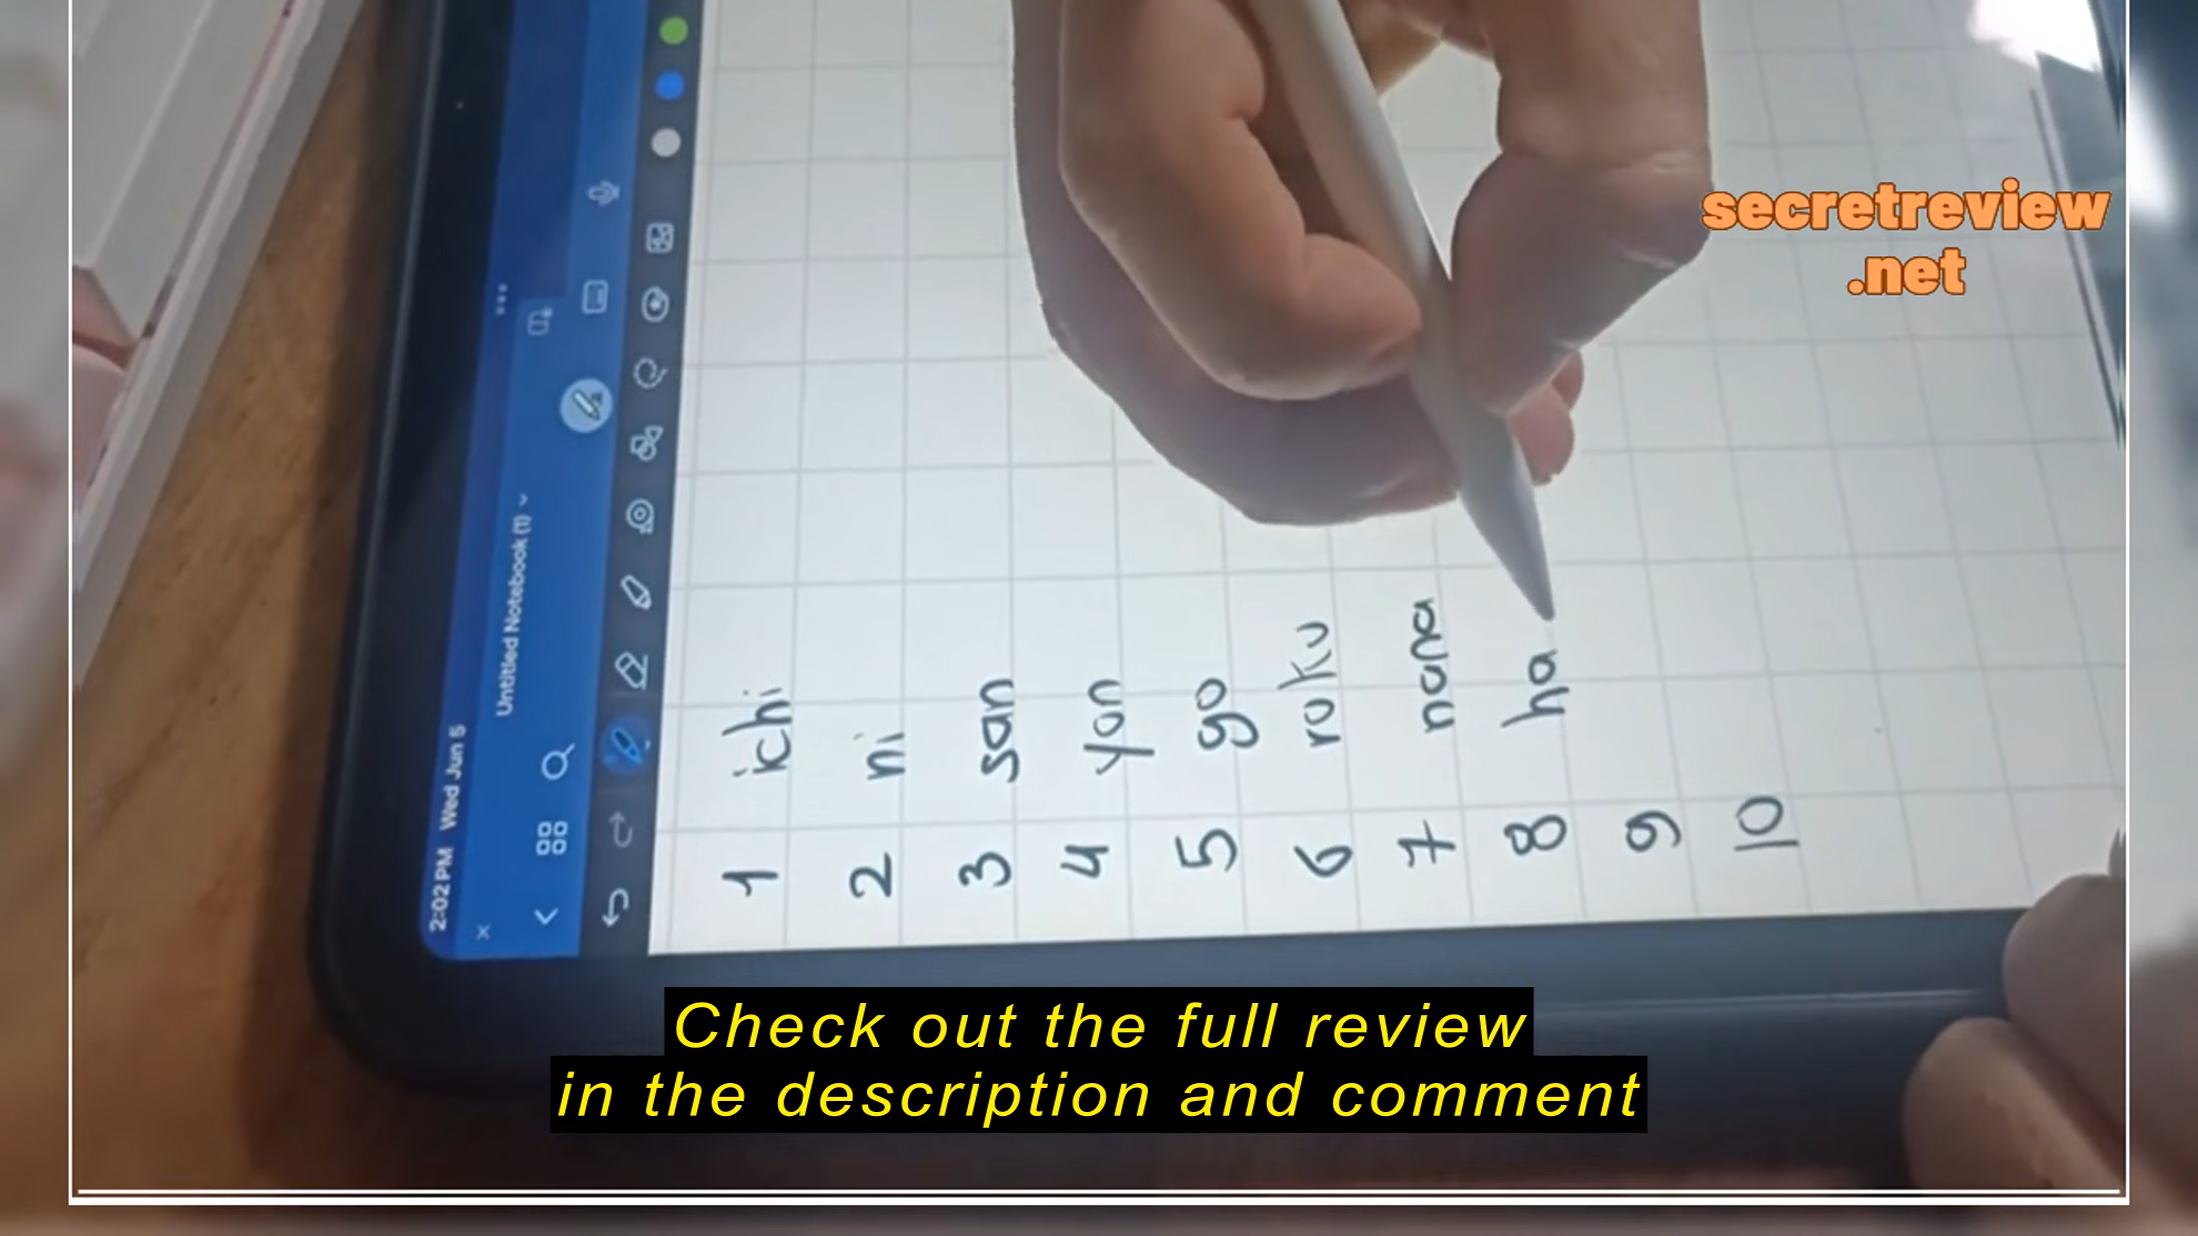 2:02 PM Wed Jun 5
Untitled Notebook (1)
1 ichi
2 ni
3 san
4 yon
5 go
6 roku
7 nana
8 ha
9
10
secretreview
.net
Check out the full review
in the description and comment